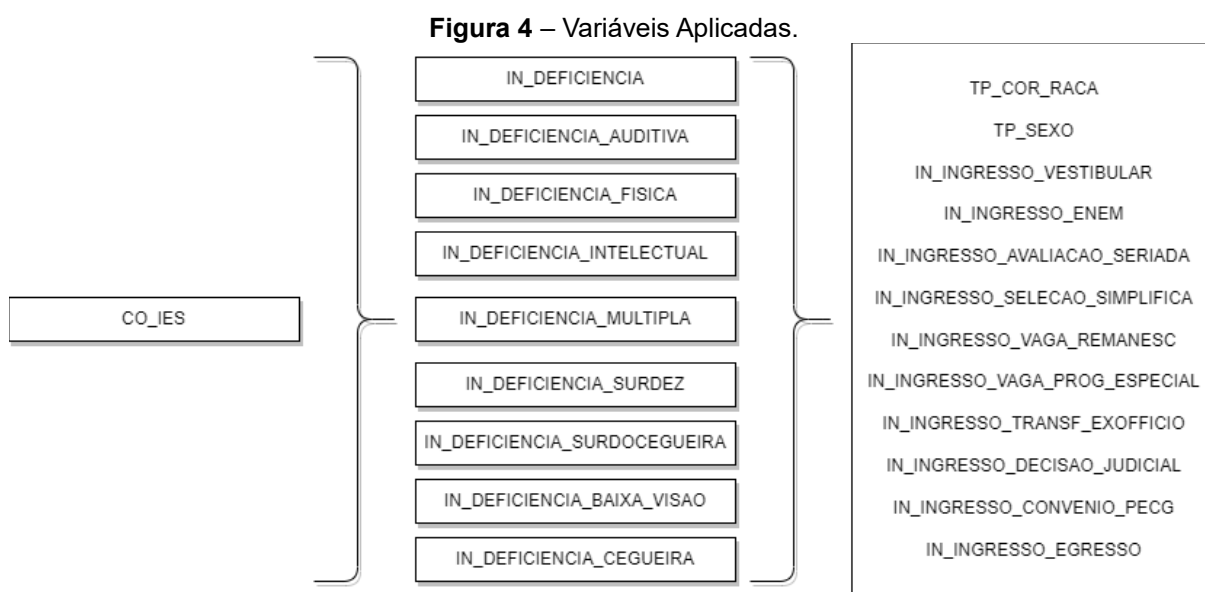 Figura 4 – Variáveis Aplicadas.
CO_IES
IN_DEFICIENCIA
IN_DEFICIENCIA_AUDITIVA
IN_DEFICIENCIA_FISICA
IN_DEFICIENCIA_INTELECTUAL
IN_DEFICIENCIA_MULTIPLA
IN_DEFICIENCIA_SURDEZ
IN_DEFICIENCIA_SURDOCEGUEIRA
IN_DEFICIENCIA_BAIXA_VISAO
IN_DEFICIENCIA_CEGUEIRA
TP_COR_RACA
TP_SEXO
IN_INGRESSO_VESTIBULAR
IN_INGRESSO_ENEM
IN_INGRESSO_AVALIACAO_SERIADA
IN_INGRESSO_SELECAO_SIMPLIFICA
IN_INGRESSO_VAGA_REMANESC
IN_INGRESSO_VAGA_PROG_ESPECIAL
IN_INGRESSO_TRANSF_EXOFFICIO
IN_INGRESSO_DECISAO_JUDICIAL
IN_INGRESSO_CONVENIO_PECG
IN_INGRESSO_EGRESSO